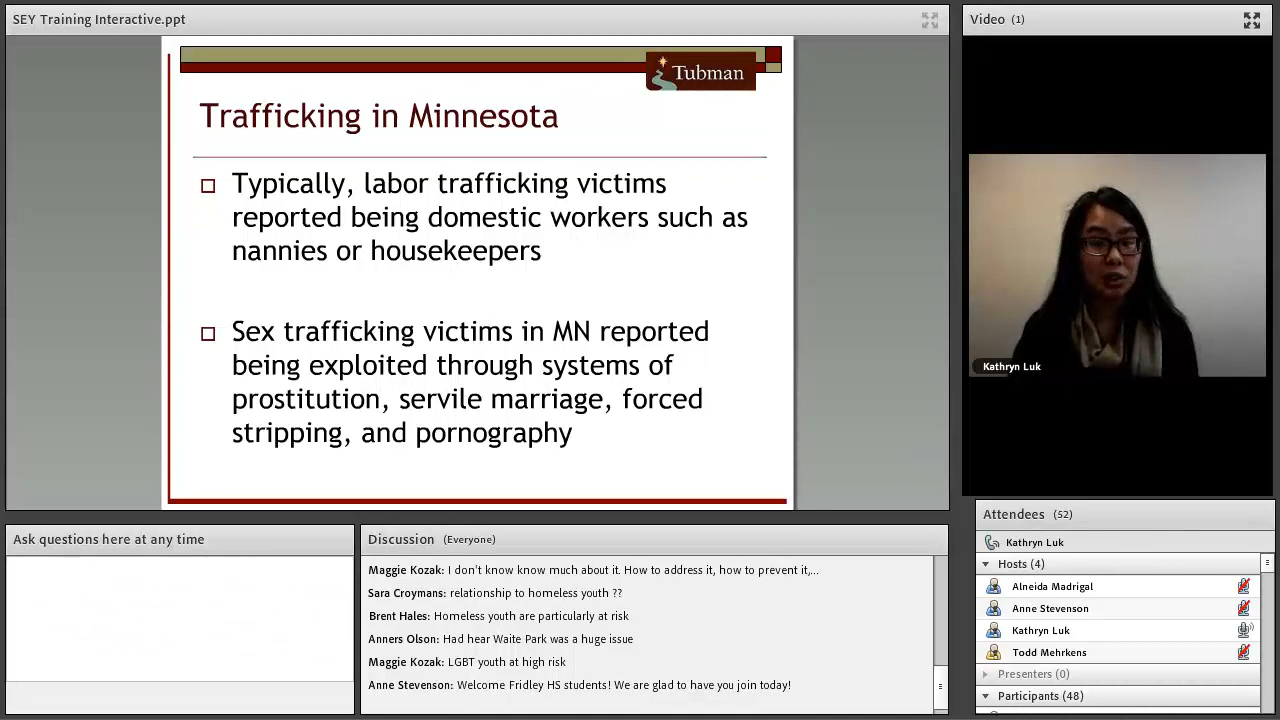 SEY Training Interactive.ppt
Tubman
Trafficking in Minnesota
Typically, labor trafficking victims
reported being domestic workers such as
nannies or housekeepers
Sex trafficking victims in MN reported
being exploited through systems of
prostitution, servile marriage, forced
stripping, and pornography
Video (1)
Kathryn Luk
Ask questions here at any time
Discussion (Everyone)
Maggie Kozak: I don't know know much about it. How to address it, how to prevent it,...
Sara Croymans: relationship to homeless youth ??
Brent Hales: Homeless youth are particularly at risk
Anners Olson: Had hear Waite Park was a huge issue
Maggie Kozak: LGBT youth at high risk
Anne Stevenson: Welcome Fridley HS students! We are glad to have you join today!
Attendees (52)
Kathryn Luk
Hosts (4)
Alneida Madrigal
Anne Stevenson
Kathryn Luk
Todd Mehrkens
Presenters (0)
Participants (48)